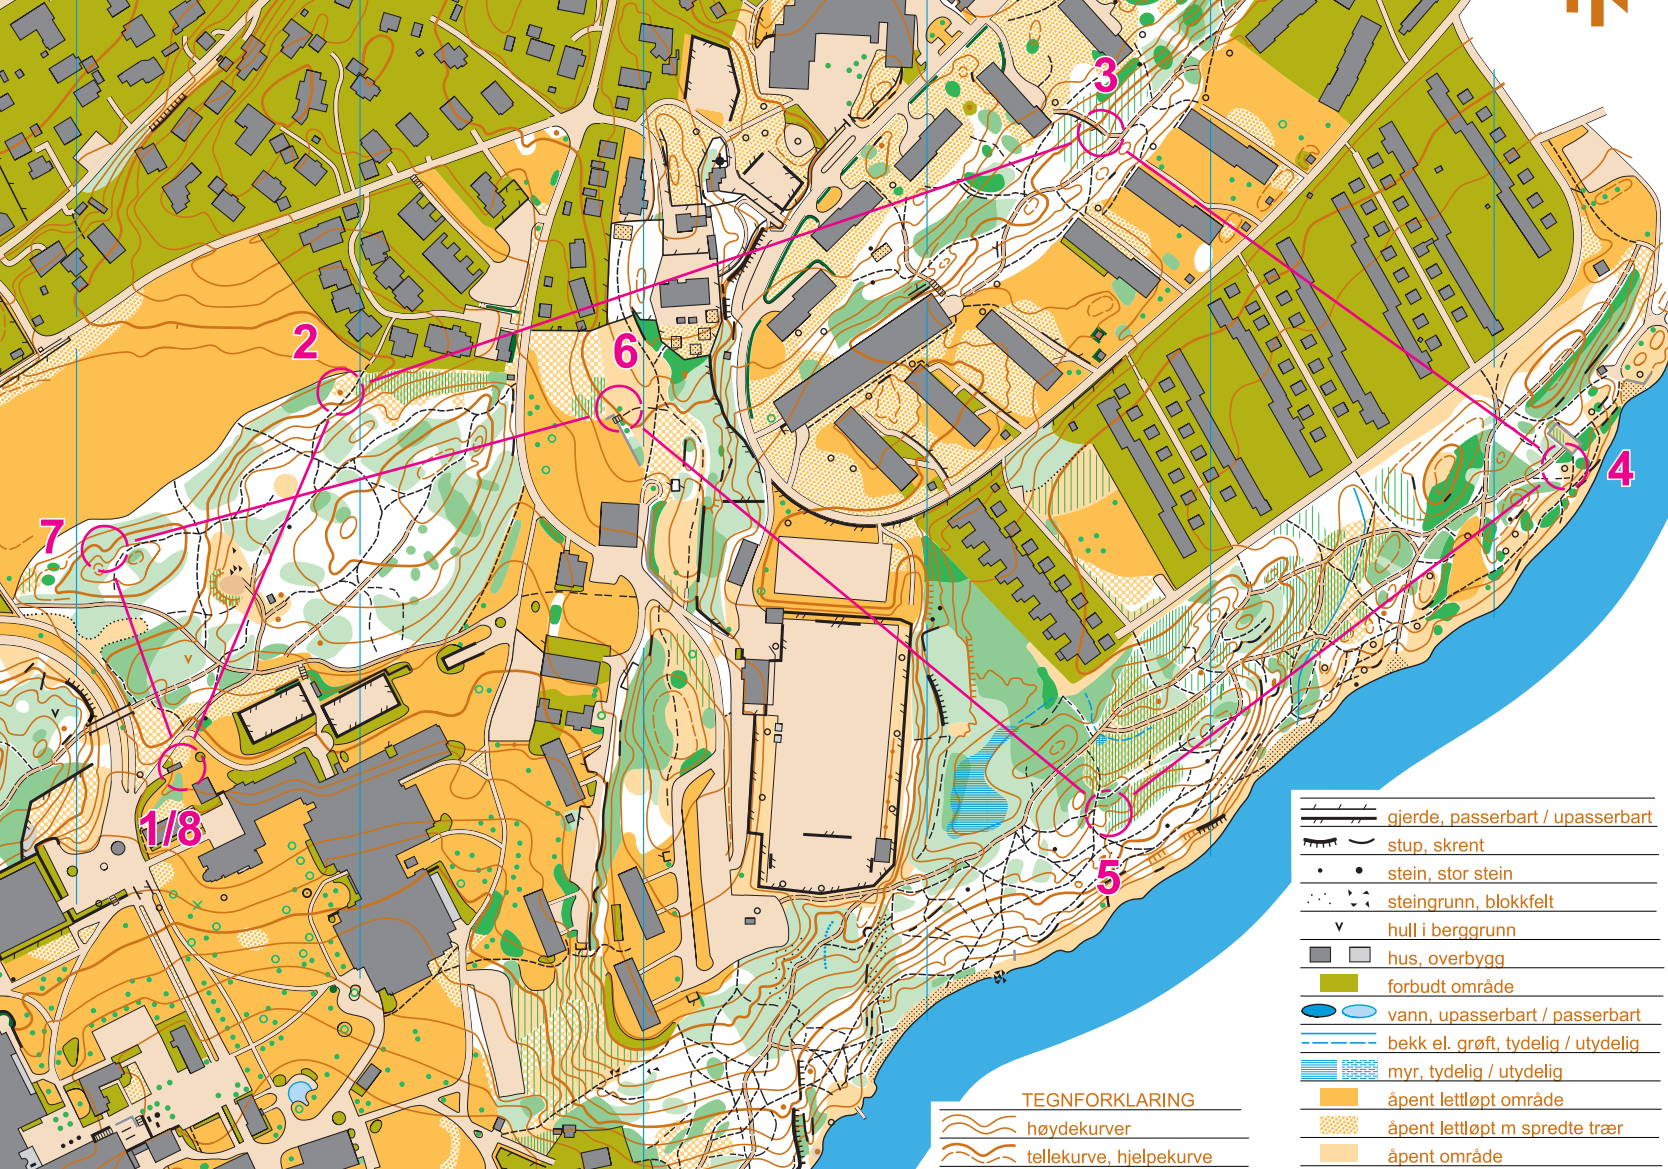 3
2
6
4
7
1/8
5
gjerde, passerbart / upasserbart
stup, skrent
stein, stor stein
steingrunn, blokkfelt
hull i berggrunn
hus, overbygg
forbudt område
vann, upasserbart / passerbart
bekk el. grøft, tydelig / utydelig
myr, tydelig / utydelig
åpent lettløpt område
åpent lettløpt m spredte trær
åpent område
TEGNFORKLARING
høydekurver
tellekurve, hjelpekurve